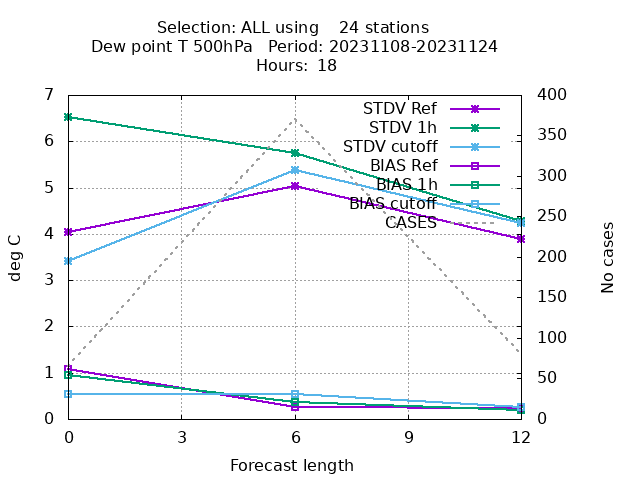 Selection: ALL using    24 stations
Dew point T 500hPa   Period: 20231108-20231124
Hours: 18
7
6
5
4
3
2
1
0
400
350
300
250
200
150
100
50
0
STDV Ref
STDV 1h
STDV cutoff
BIAS Ref
BIAS 1h
BIAS cutoff
CASES
deg C
No cases
0 3 6 9 12
Forecast length